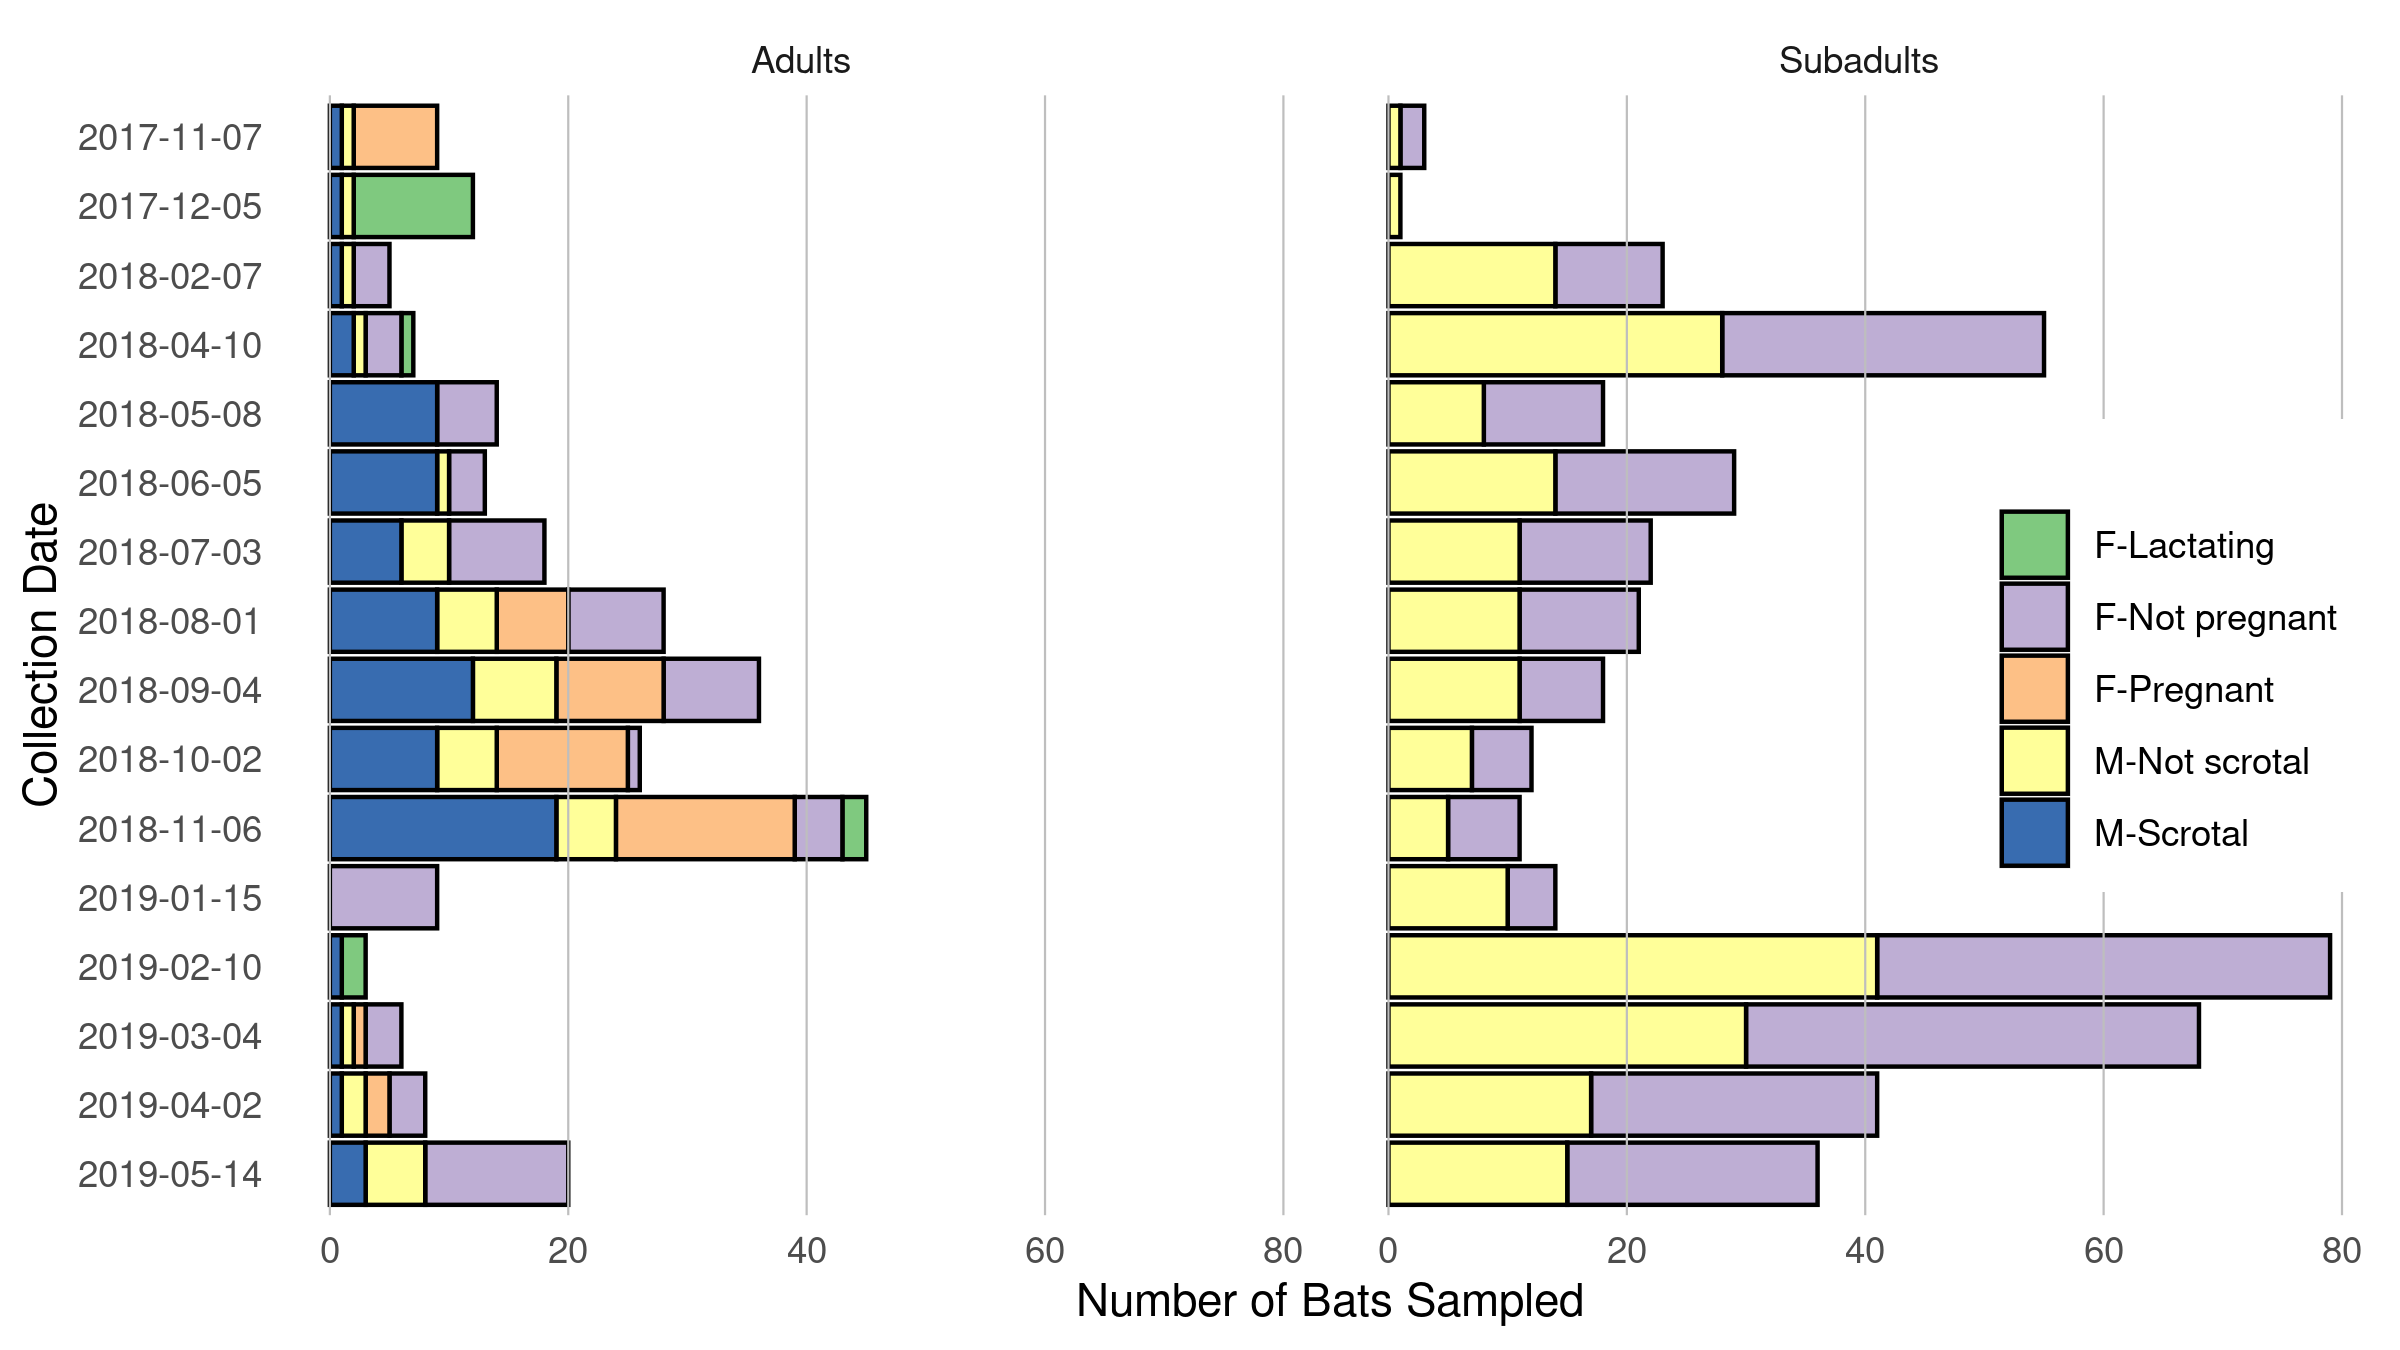 Adults
Subadults
2017-11-07
2017-12-05
2018-02-07
2018-04-10
2018-05-08
2018-06-05
2018-07-03
2018-08-01
2018-09-04
2018-10-02
2018-11-06
2019-01-15
2019-02-10
2019-03-04
2019-04-02
2019-05-14
Collection Date
F-Lactating
F-Not pregnant
F-Pregnant
M-Not scrotal
M-Scrotal
0 20 40 60 80 0 20 40 60 80
Number of Bats Sampled